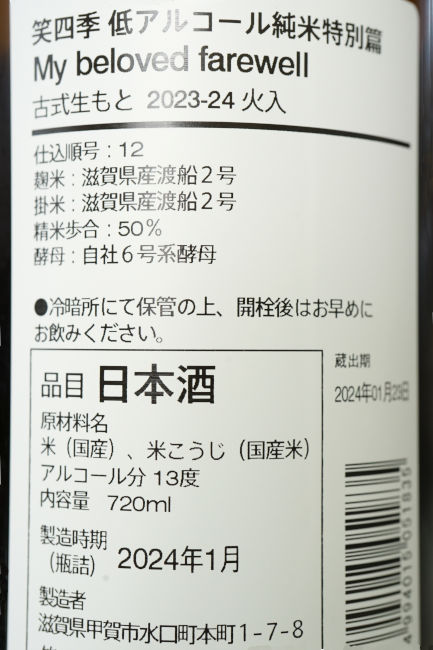 笑四季 低アルコール純米特別篇
My beloved farewell
古式生もと 2023-24 火入
仕込順号:12
麹米:滋賀県産渡船２号
掛米:滋賀県産渡船２号
精米歩合:50%
酵母:自社６号系酵母
●冷暗所にて保管の上、開栓後はお早めに
お飲みください。
品目 日本酒
原材料名
米（国産）、米こうじ（国産米）
アルコール分 13度
内容量 720ml
製造時期
（瓶詰） 2024年1月
製造者
滋賀県甲賀市水口町本町1-7-8
蔵出期
2024年01月23日
4994015051835